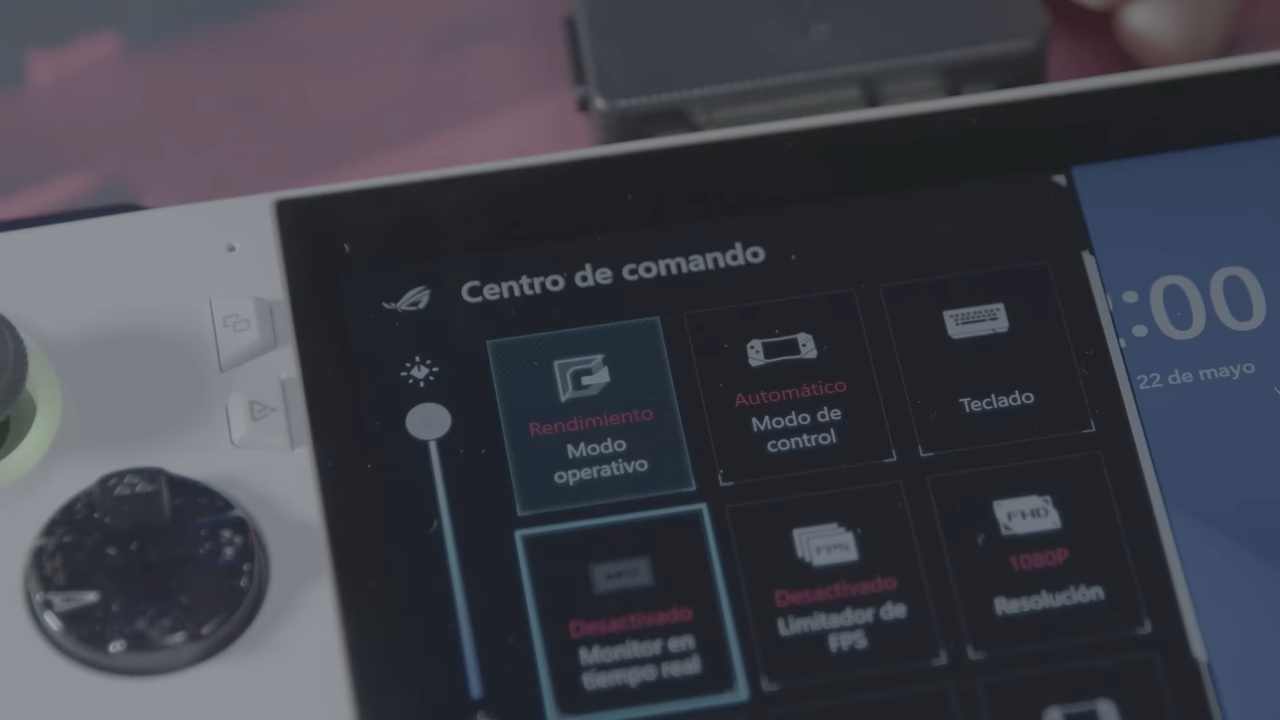 Centro de comando
:00
22 de mayo
Rendimiento
Modo
operativo
Automático
Modo de
control
Teclado
Desactivado
Monitor en
tiempo real
FPS
Desactivado
Limitador de
FPS
FHD
1080P
Resolución